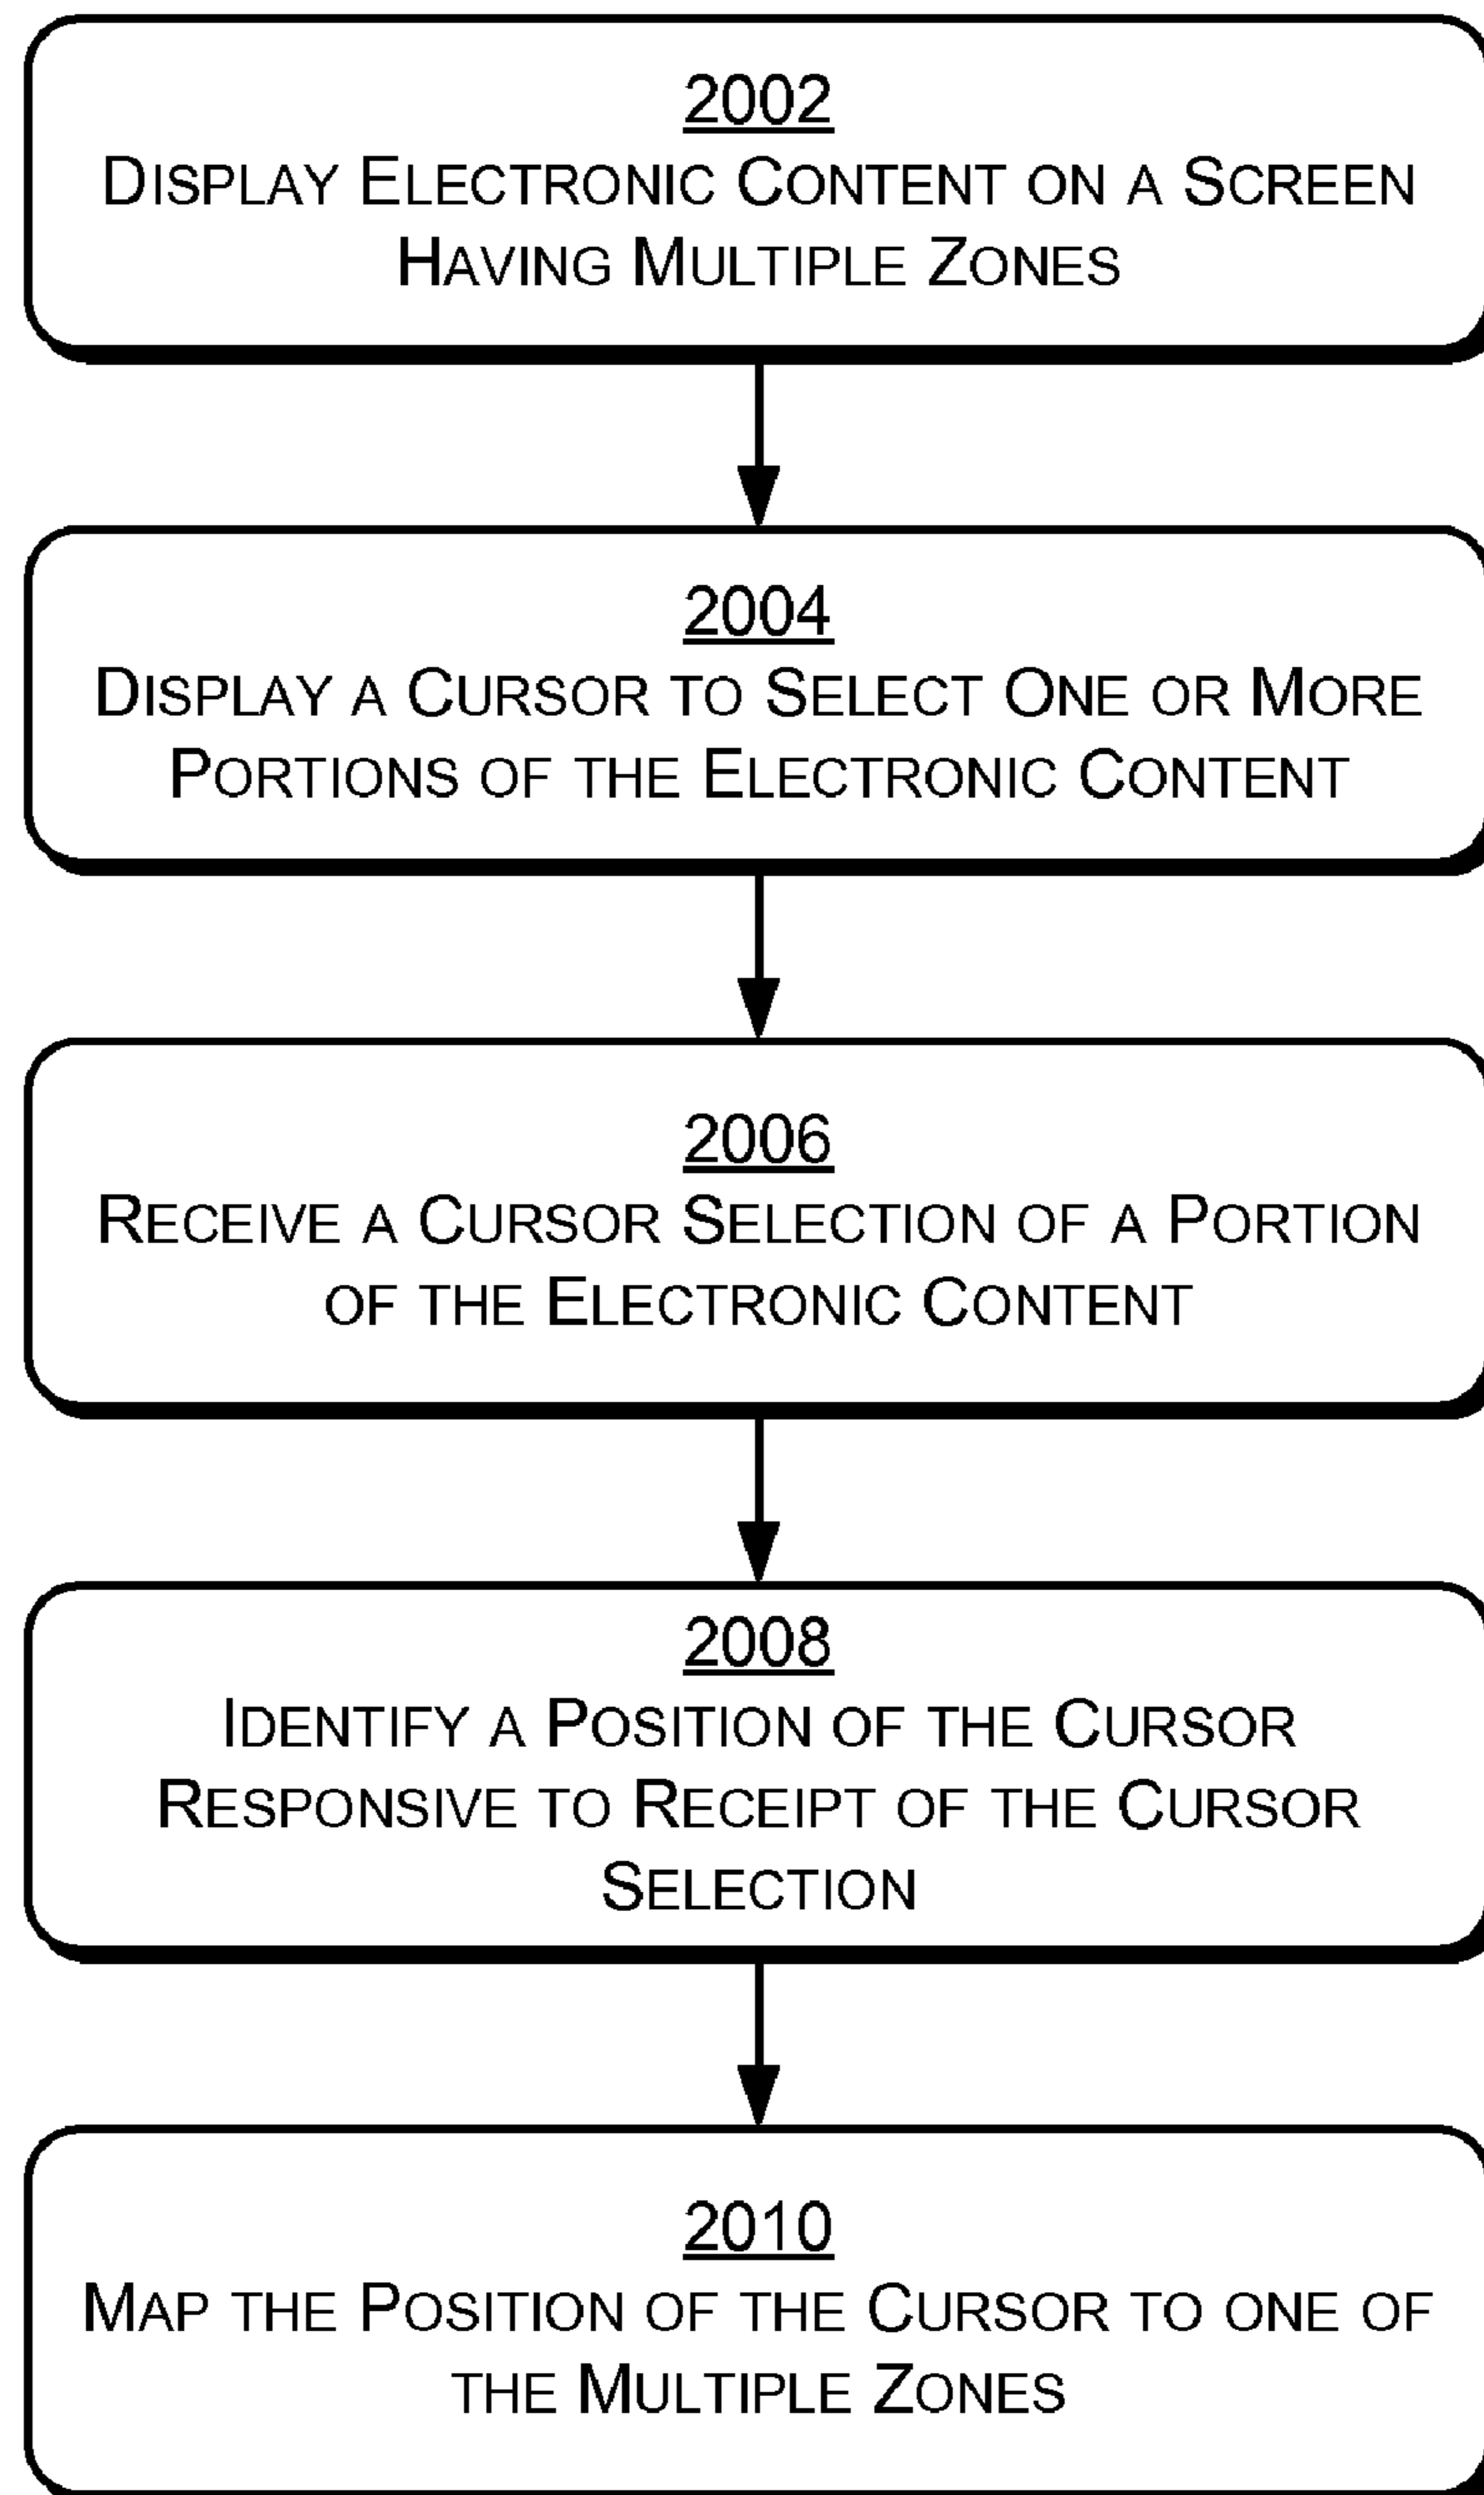 2002
DISPLAY ELECTRONIC CONTENT ON A SCREEN
HAVING MULTIPLE ZONES
2004
DISPLAY A CURSOR TO SELECT ONE OR MORE
PORTIONS OF THE ELECTRONIC CONTENT
2006
RECEIVE A CURSOR SELECTION OF A PORTION
OF THE ELECTRONIC CONTENT
2008
IDENTIFY A POSITION OF THE CURSOR
RESPONSIVE TO RECEIPT OF THE CURSOR
SELECTION
2010
MAP THE POSITION OF THE CURSOR TO ONE OF
THE MULTIPLE ZONES